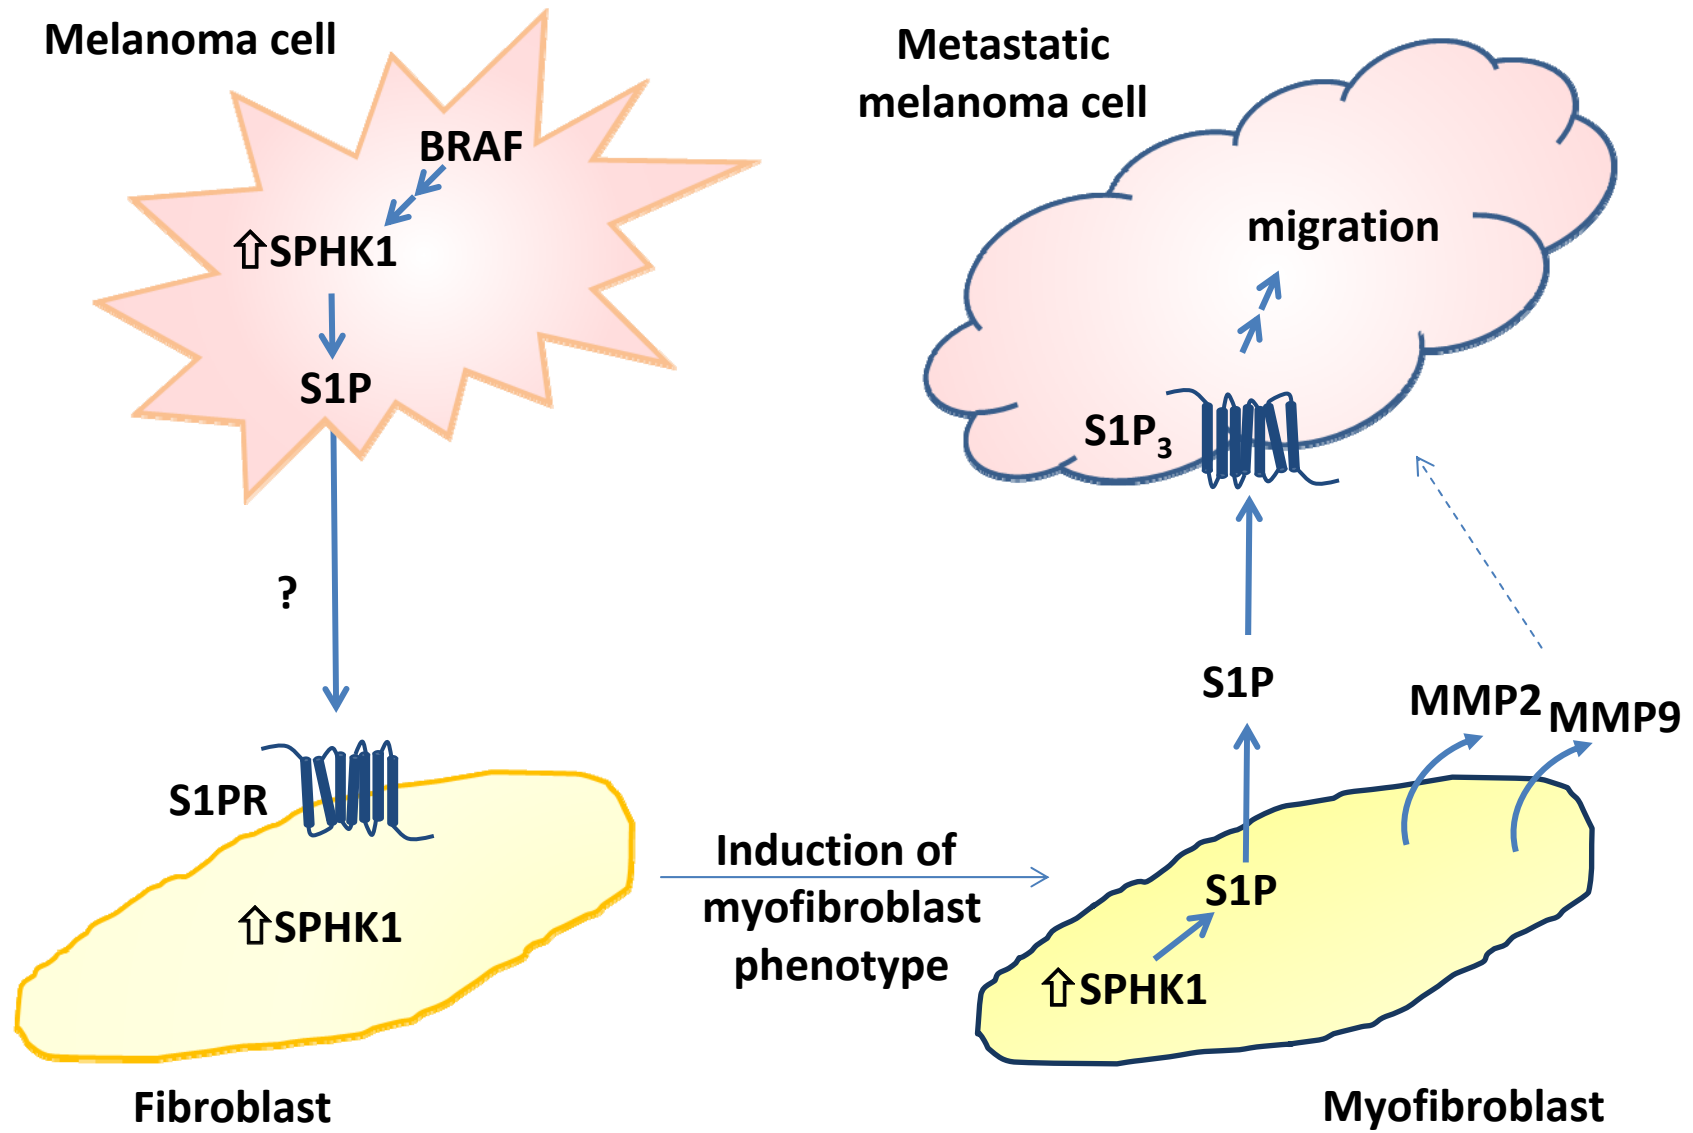 Melanoma cell
BRAF
⇧SPHK1
S1P
?
S1PR
⇧SPHK1
Fibroblast
Induction of
myofibroblast
phenotype
Metastatic
melanoma cell
migration
S1P₃
S1P
MMP2
MMP9
S1P
⇧SPHK1
Myofibroblast